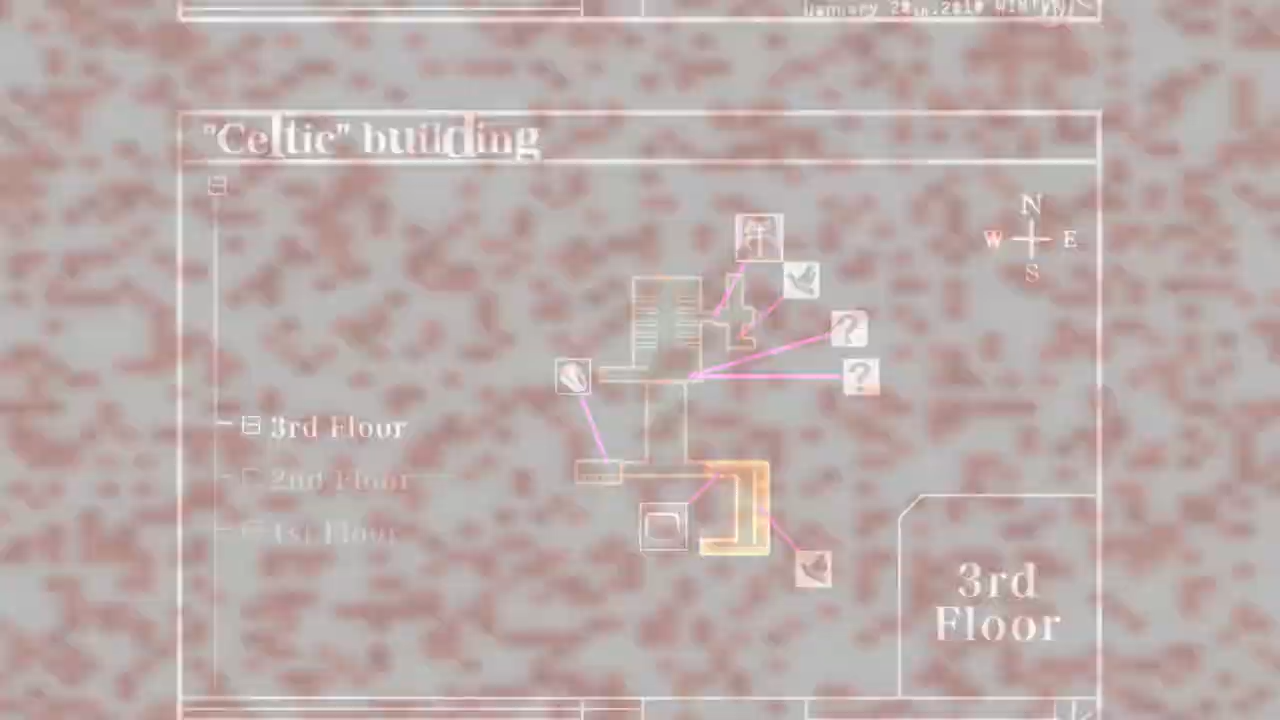 "Celtic" building
N
W E
S
?
?
3rd Floor
2nd Floor
1st Floor
3rd
Floor